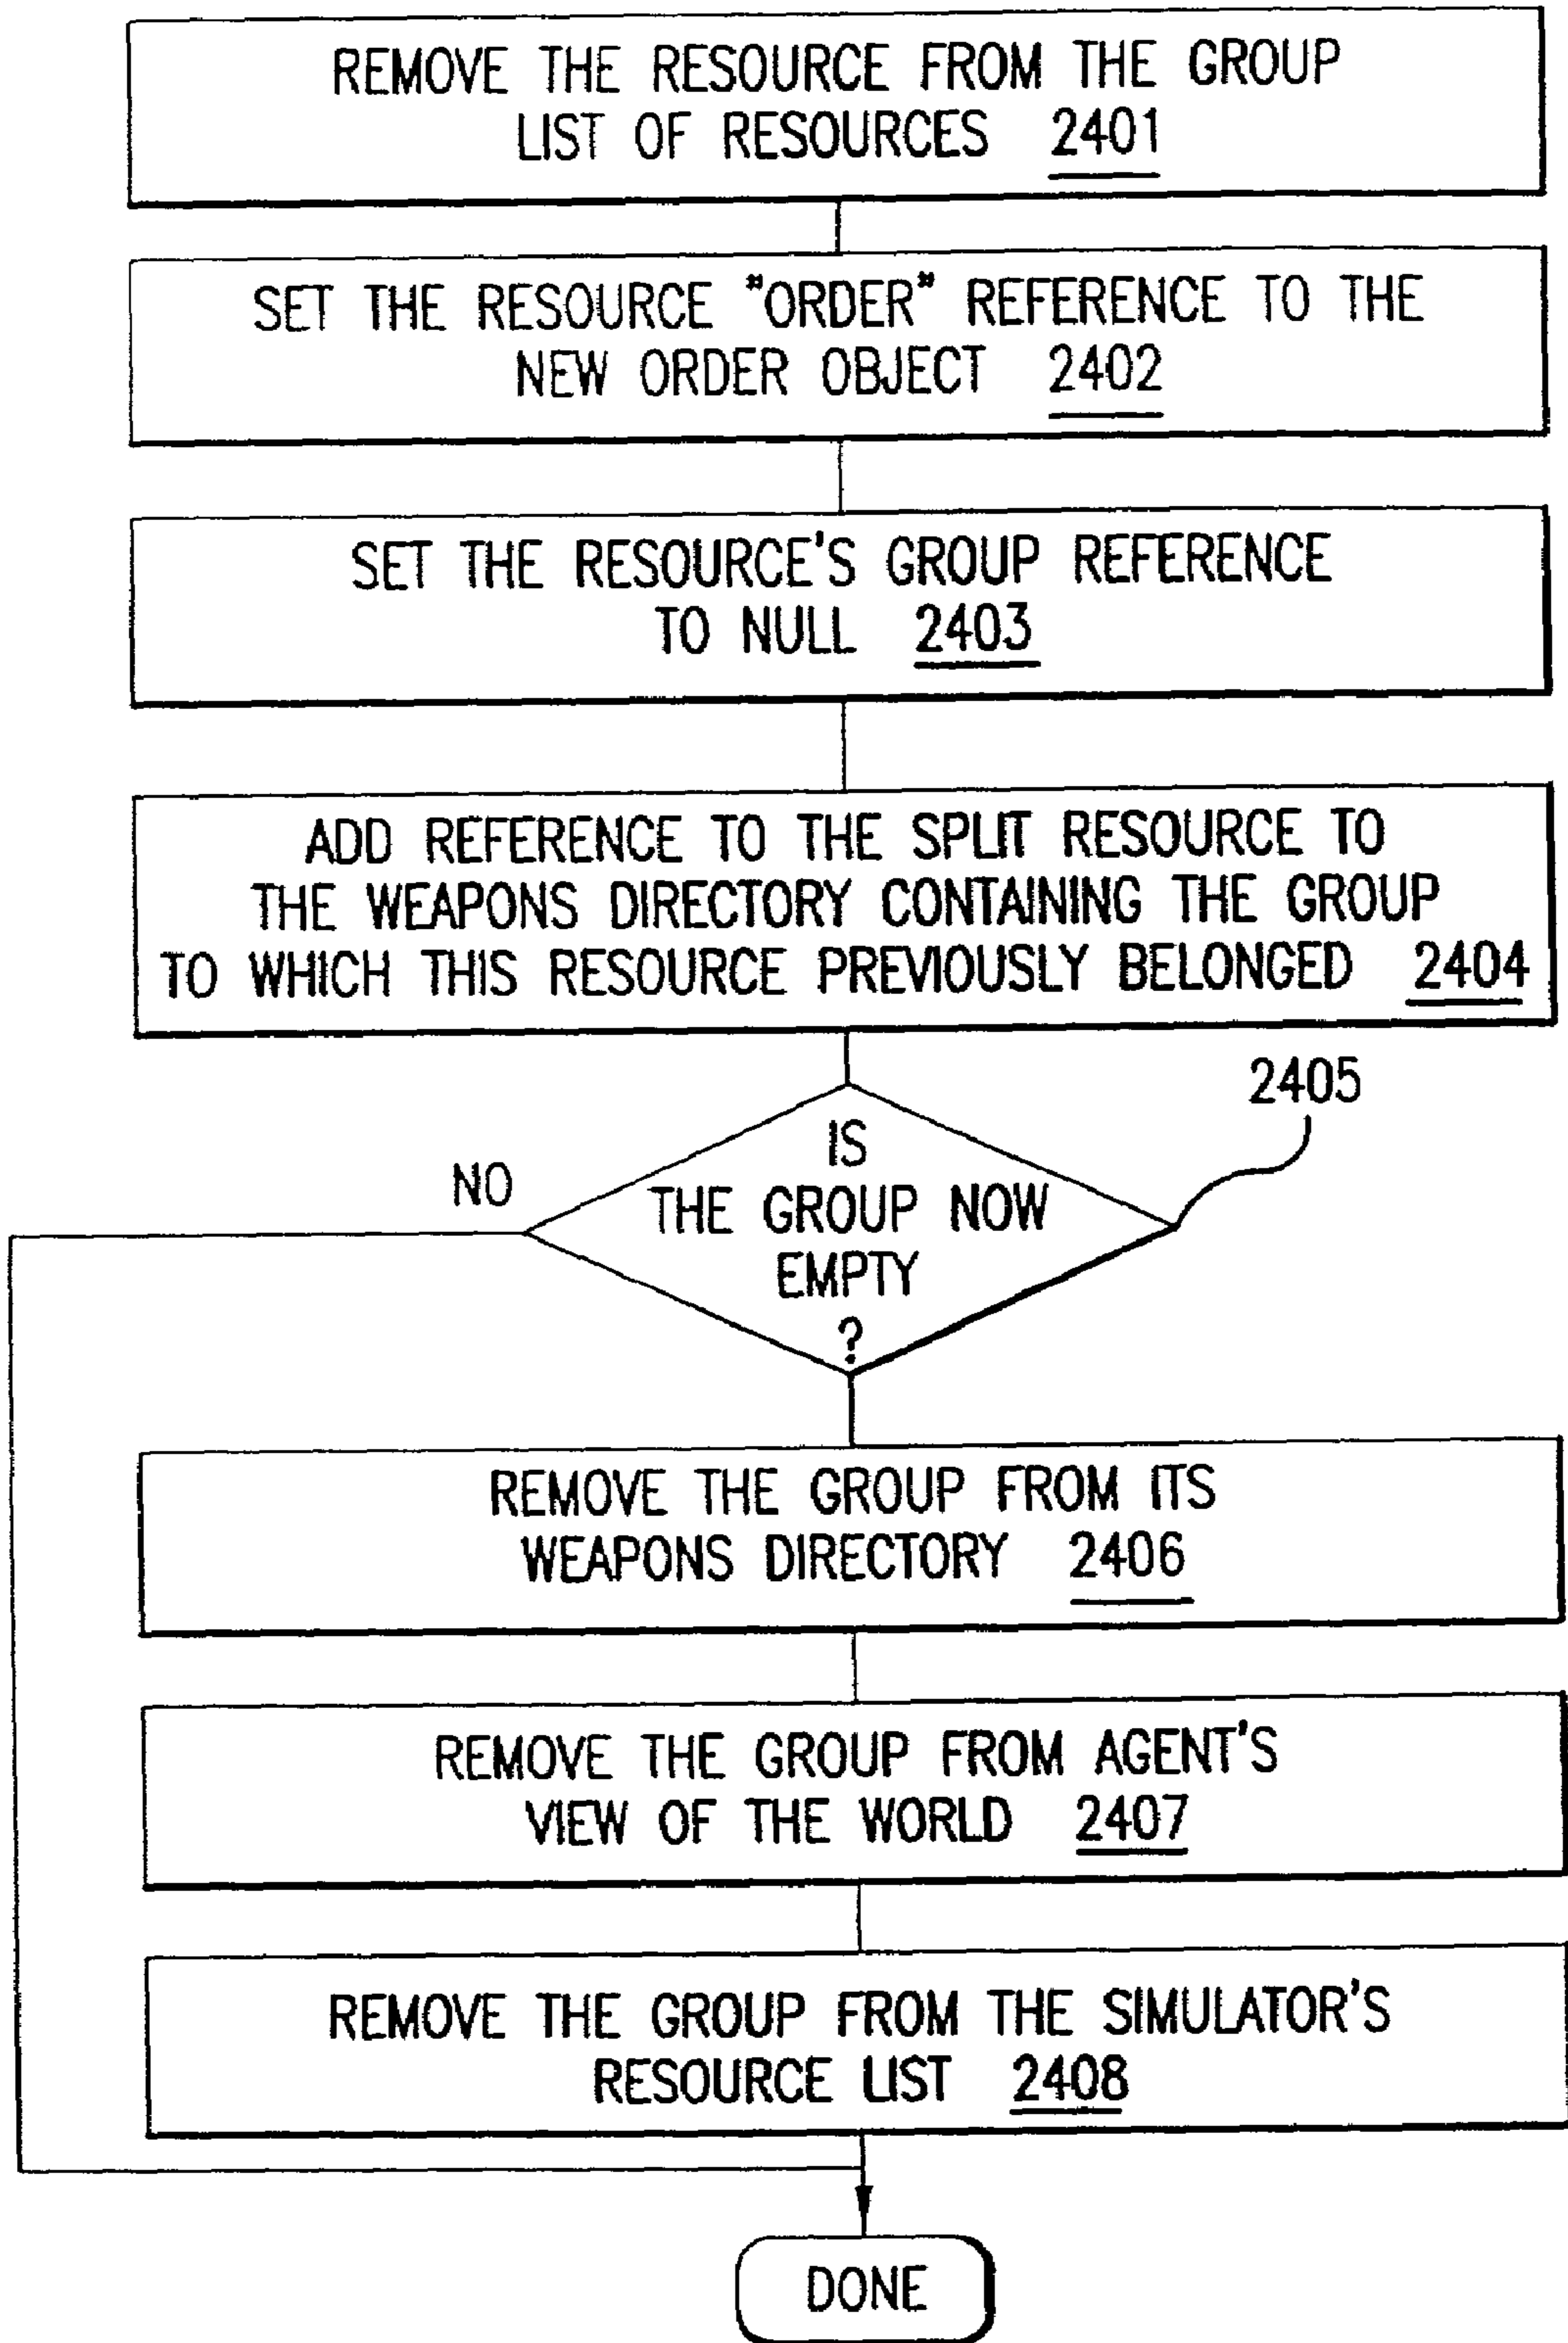 REMOVE THE RESOURCE FROM THE GROUP
LIST OF RESOURCES 2401
SET THE RESOURCE "ORDER" REFERENCE TO THE
NEW ORDER OBJECT 2402
SET THE RESOURCE'S GROUP REFERENCE
TO NULL 2403
ADD REFERENCE TO THE SPLIT RESOURCE TO
THE WEAPONS DIRECTORY CONTAINING THE GROUP
TO WHICH THIS RESOURCE PREVIOUSLY BELONGED 2404
2405
NO
IS
THE GROUP NOW
EMPTY
?
REMOVE THE GROUP FROM ITS
WEAPONS DIRECTORY 2406
REMOVE THE GROUP FROM AGENT'S
VIEW OF THE WORLD 2407
REMOVE THE GROUP FROM THE SIMULATOR'S
RESOURCE LIST 2408
DONE